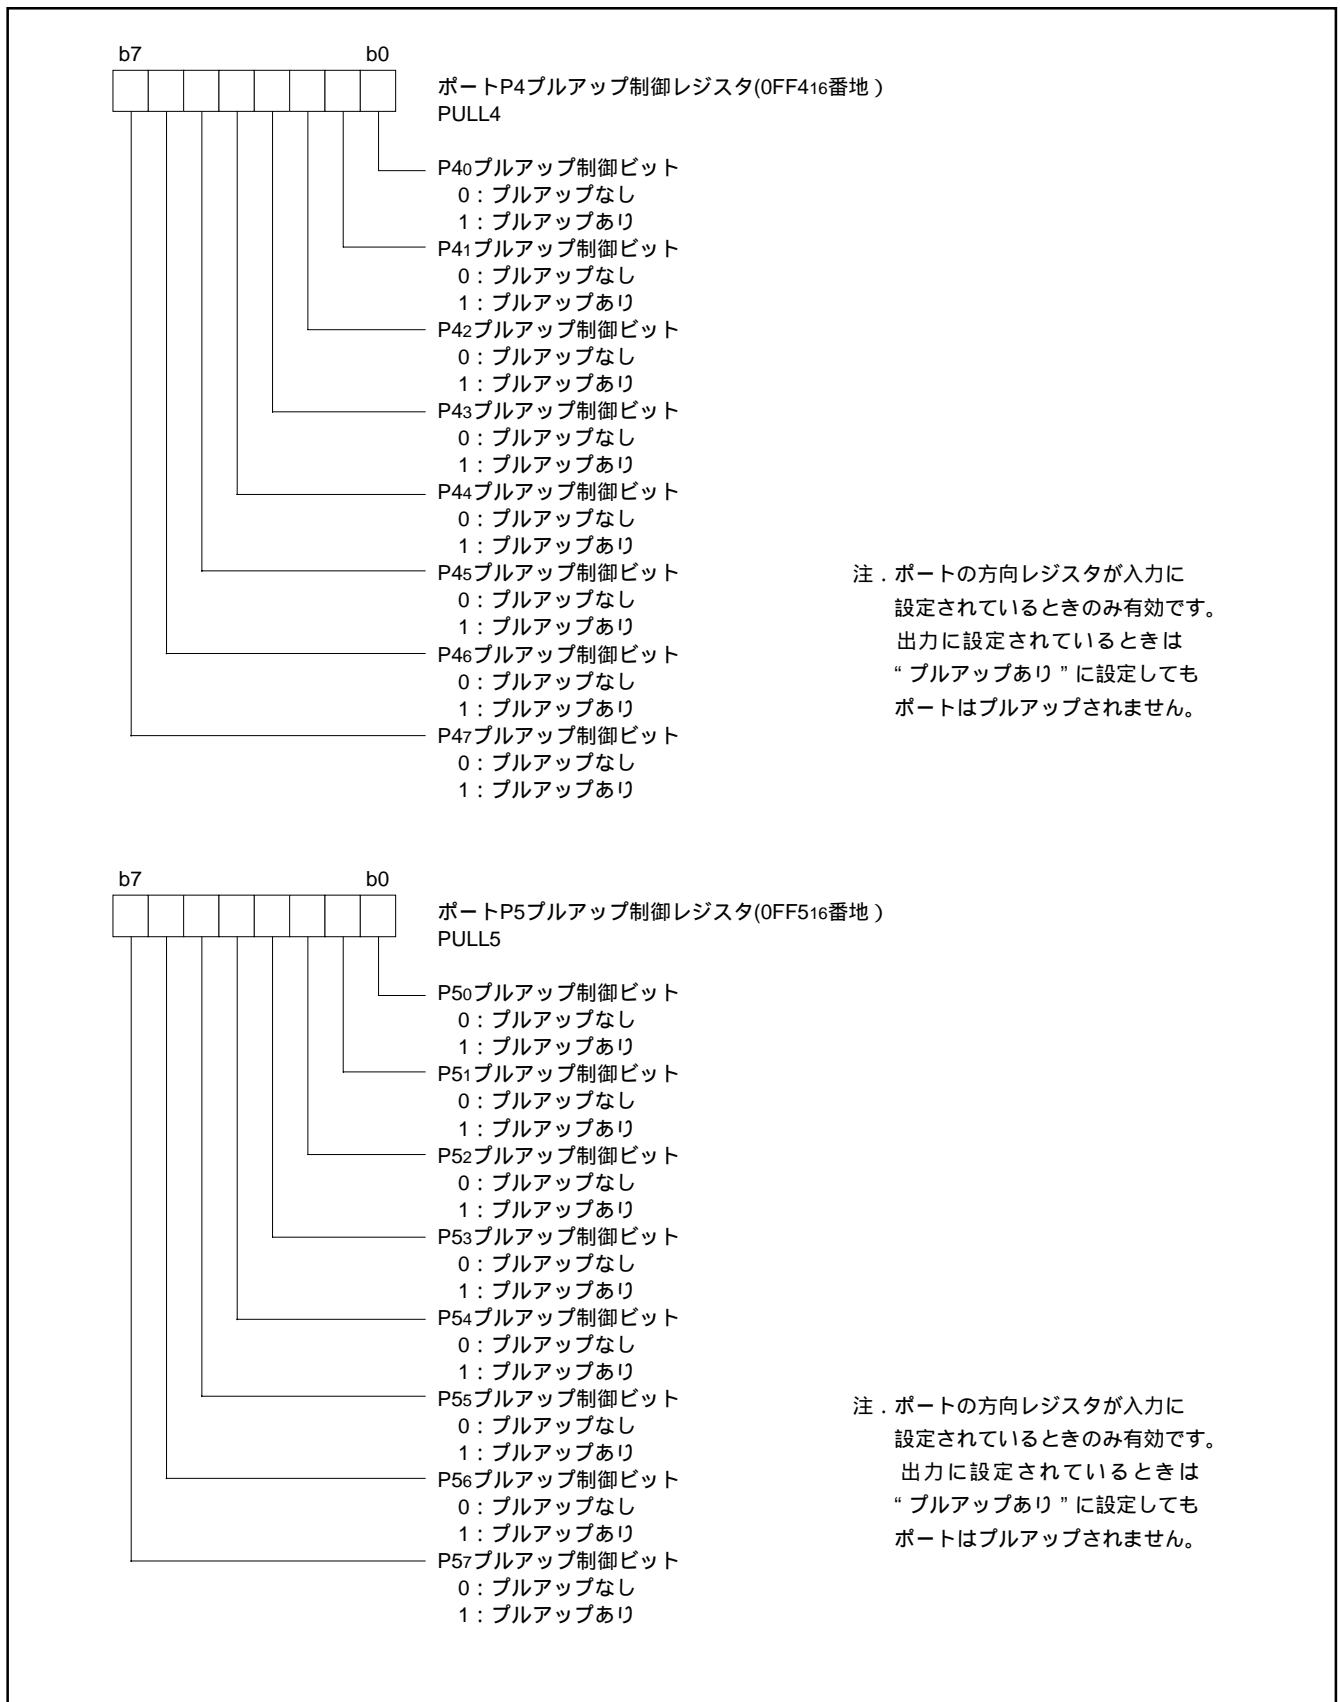 b7 b0
ポートP4プルアップ制御レジスタ(0FF416番地)
PULL4
P40プルアップ制御ビット
0:プルアップなし
1:プルアップあり
P41プルアップ制御ビット
0:プルアップなし
1:プルアップあり
P42プルアップ制御ビット
0:プルアップなし
1:プルアップあり
P43プルアップ制御ビット
0:プルアップなし
1:プルアップあり
P44プルアップ制御ビット
0:プルアップなし
1:プルアップあり
P45プルアップ制御ビット
0:プルアップなし
1:プルアップあり
P46プルアップ制御ビット
0:プルアップなし
1:プルアップあり
P47プルアップ制御ビット
0:プルアップなし
1:プルアップあり
注.ポートの方向レジスタが入力に
設定されているときのみ有効です。
出力に設定されているときは
“プルアップあり”に設定しても
ポートはプルアップされません。
b7 b0
ポートP5プルアップ制御レジスタ(0FF516番地)
PULL5
P50プルアップ制御ビット
0:プルアップなし
1:プルアップあり
P51プルアップ制御ビット
0:プルアップなし
1:プルアップあり
P52プルアップ制御ビット
0:プルアップなし
1:プルアップあり
P53プルアップ制御ビット
0:プルアップなし
1:プルアップあり
P54プルアップ制御ビット
0:プルアップなし
1:プルアップあり
P55プルアップ制御ビット
0:プルアップなし
1:プルアップあり
P56プルアップ制御ビット
0:プルアップなし
1:プルアップあり
P57プルアップ制御ビット
0:プルアップなし
1:プルアップあり
注.ポートの方向レジスタが入力に
設定されているときのみ有効です。
出力に設定されているときは
“プルアップあり”に設定しても
ポートはプルアップされません。